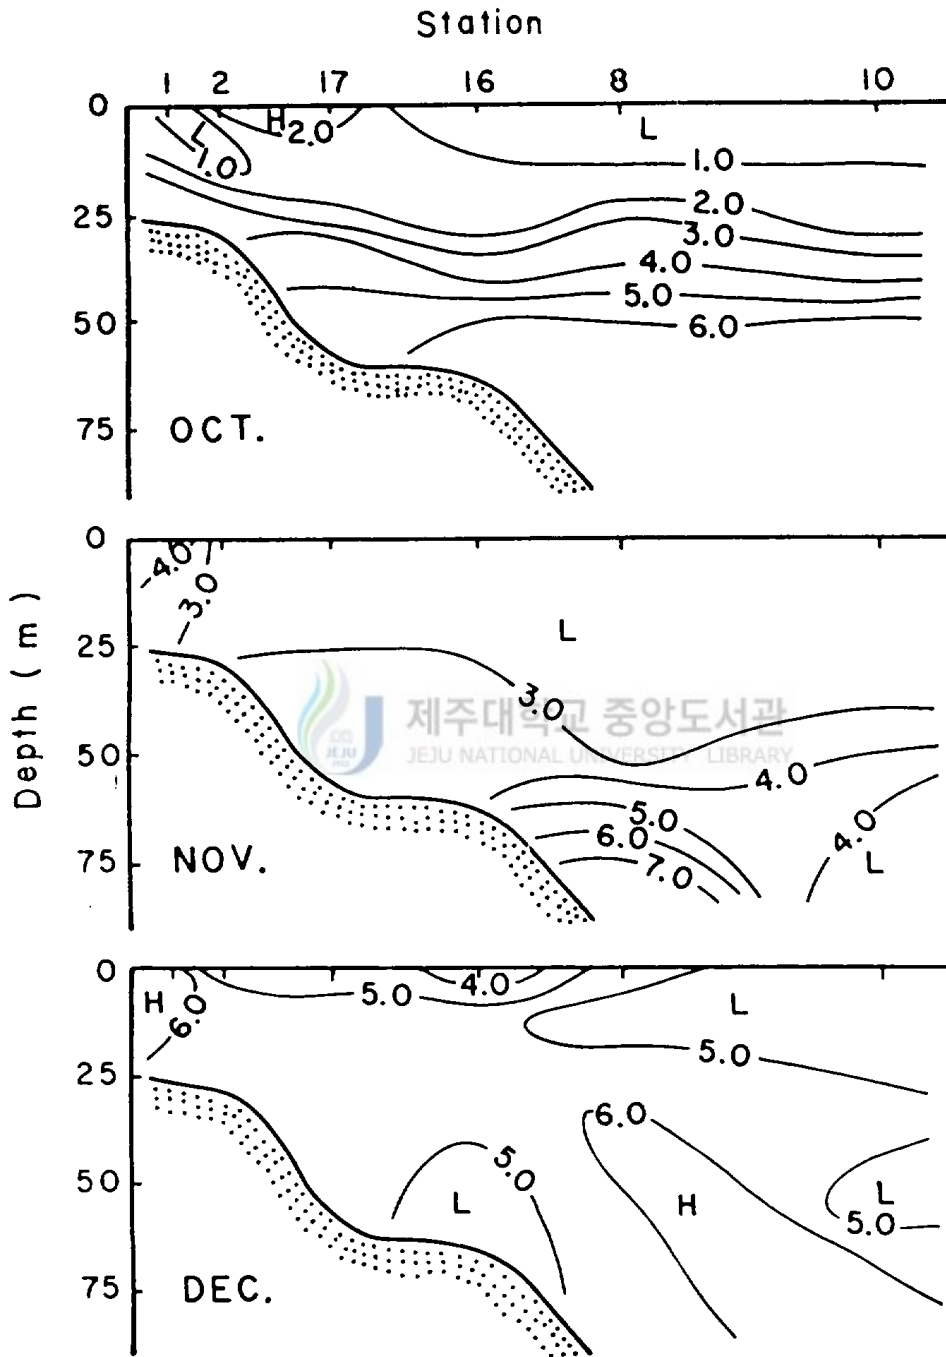 Station
1 2 17 16 8 10
0
H 2.0 L
L
1.0
1.0
25
2.0
3.0
4.0
5.0
50
6.0
75
OCT.
Depth (m)
0
4.0
3.0
L
25
3.0
제주대학교 중앙도서관
JEJU NATIONAL UNIVERSITY LIBRARY
JEJU
1952
50
4.0
5.0
6.0
4.0
7.0
L
75
NOV.
0
H
6.0
5.0
4.0
L
5.0
25
6.0
5.0
50
L
H
L
5.0
75
DEC.